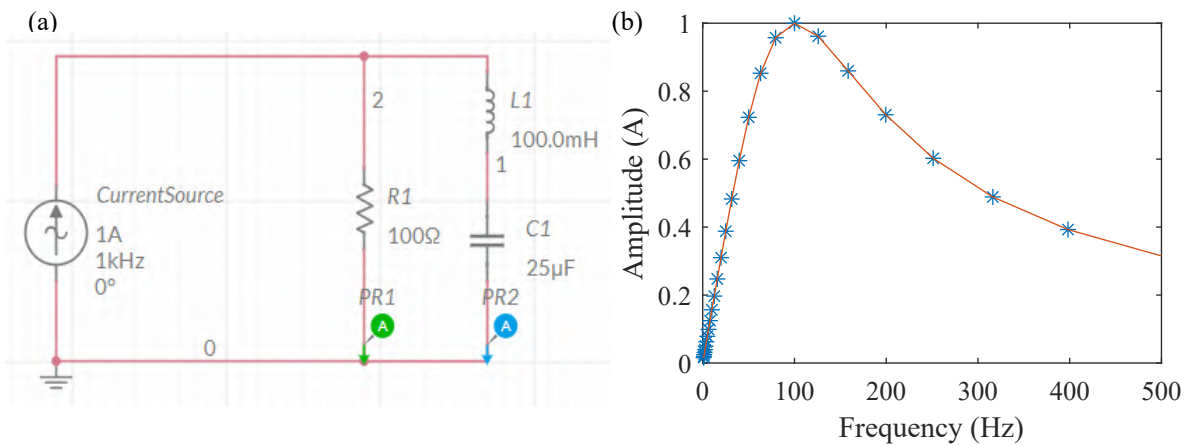 (a)
2
L1
100.0mH
1
CurrentSource
1A
1kHz
0°
R1
100Ω
C1
25µF
PR1
A
PR2
A
0
(b)
Amplitude (A)
1
0.8
0.6
0.4
0.2
0
0
100
200
300
400
500
Frequency (Hz)